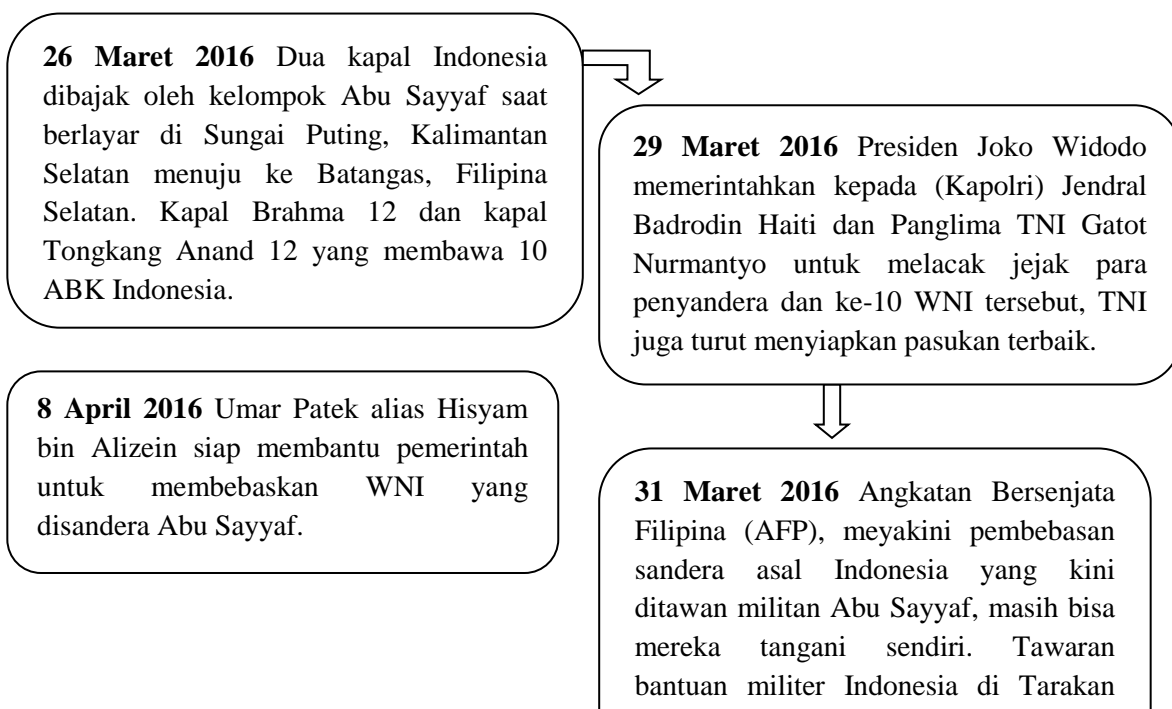 26 Maret 2016 Dua kapal Indonesia
dibajak oleh kelompok Abu Sayyaf saat
berlayar di Sungai Puting, Kalimantan
Selatan menuju ke Batangas, Filipina
Selatan. Kapal Brahma 12 dan kapal
Tongkang Anand 12 yang membawa 10
ABK Indonesia.
29 Maret 2016 Presiden Joko Widodo
memerintahkan kepada (Kapolri) Jendral
Badrodin Haiti dan Panglima TNI Gatot
Nurmantyo untuk melacak jejak para
penyandera dan ke-10 WNI tersebut, TNI
juga turut menyiapkan pasukan terbaik.
31 Maret 2016 Angkatan Bersenjata
Filipina (AFP), meyakini pembebasan
sandera asal Indonesia yang kini
ditawan militan Abu Sayyaf, masih bisa
mereka tangani sendiri. Tawaran
bantuan militer Indonesia di Tarakan
8 April 2016 Umar Patek alias Hisyam
bin Alizein siap membantu pemerintah
untuk membebaskan WNI yang
disandera Abu Sayyaf.